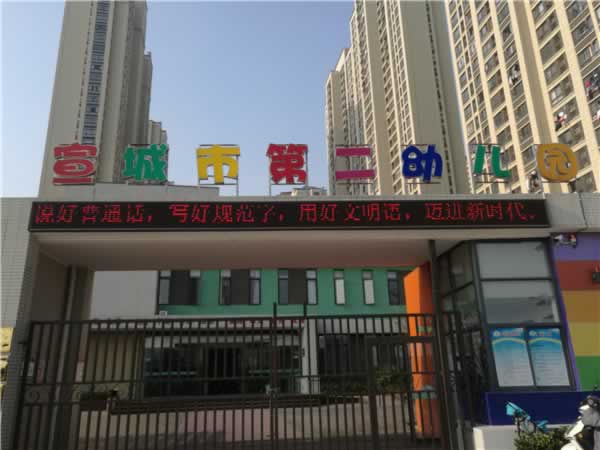 宣城市第二幼儿园
说好普通话，写好规范字，用好文明语，迈进新时代。